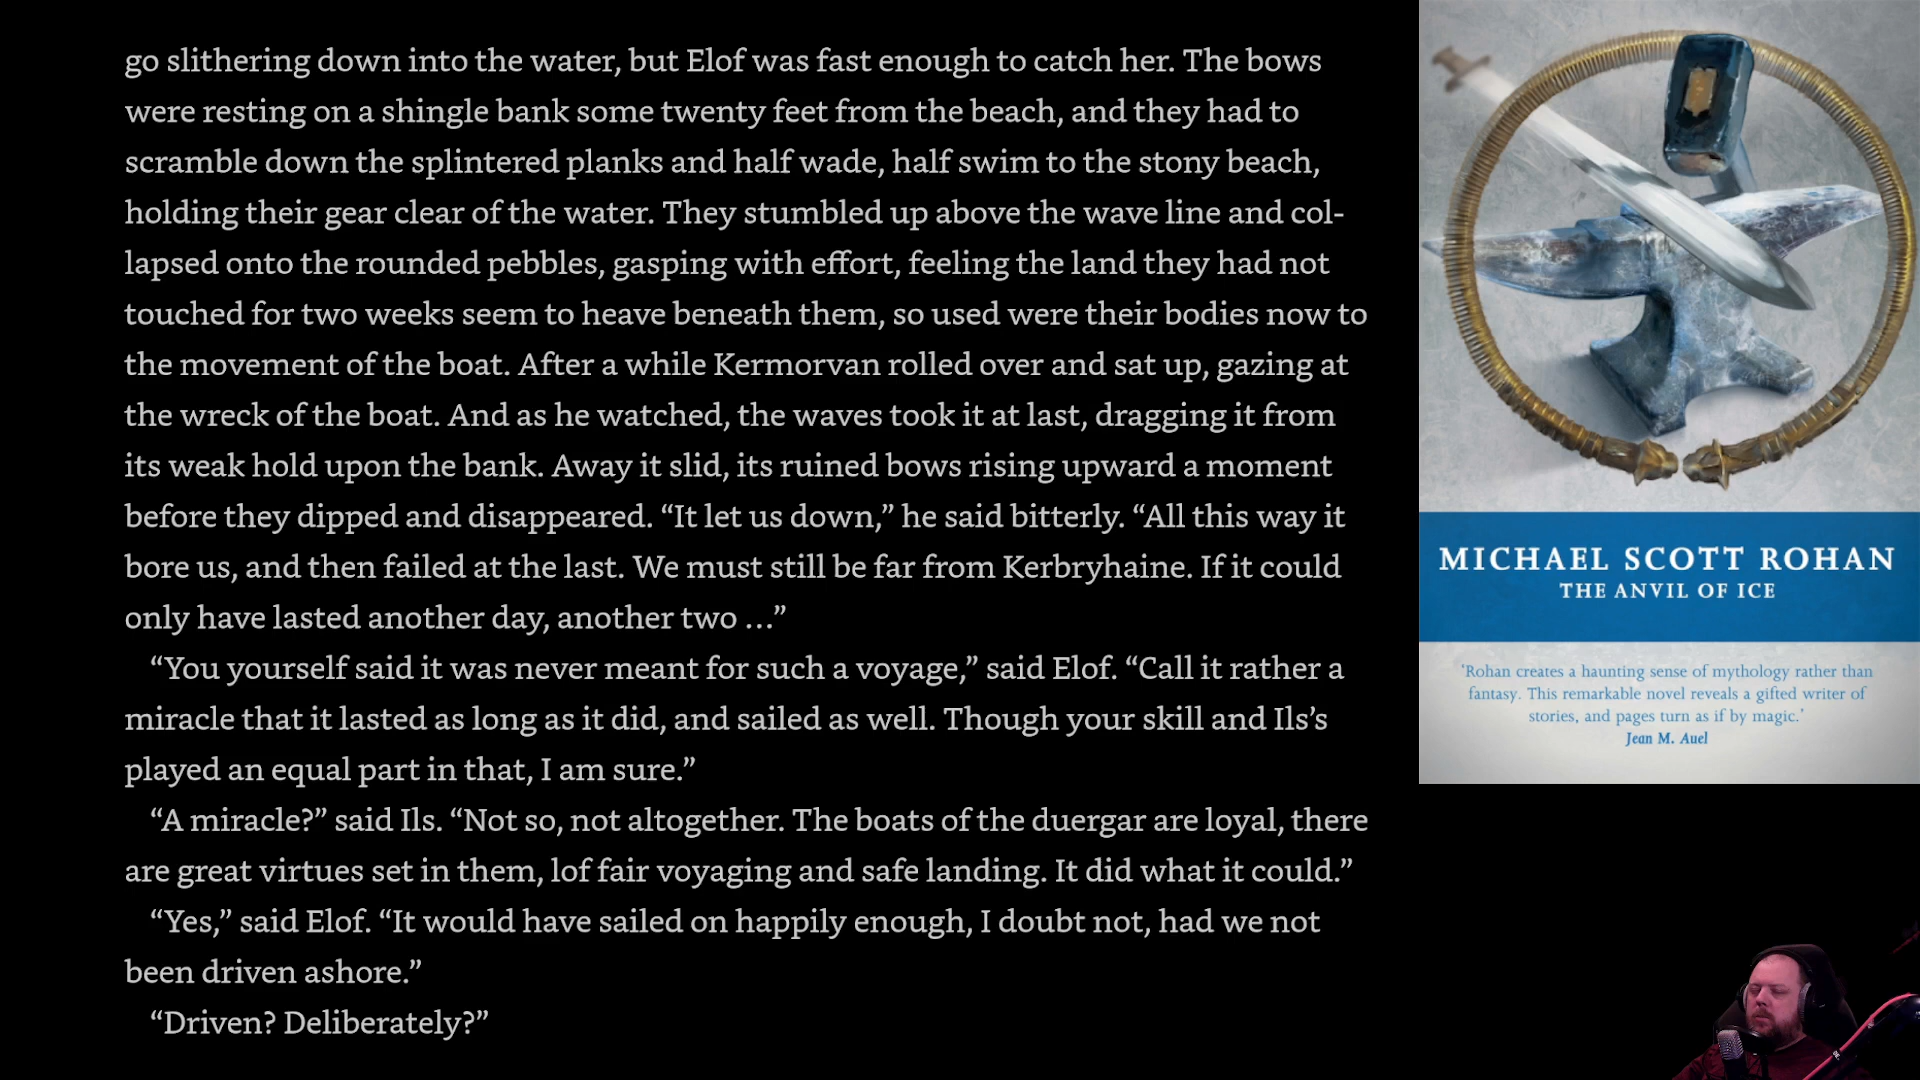 go slithering down into the water, but Elof was fast enough to catch her. The bows
were resting on a shingle bank some twenty feet from the beach, and they had to
scramble down the splintered planks and half wade, half swim to the stony beach,
holding their gear clear of the water. They stumbled up above the wave line and col-
lapsed onto the rounded pebbles, gasping with effort, feeling the land they had not
touched for two weeks seem to heave beneath them, so used were their bodies now to
the movement of the boat. After a while Kermorvan rolled over and sat up, gazing at
the wreck of the boat. And as he watched, the waves took it at last, dragging it from
its weak hold upon the bank. Away it slid, its ruined bows rising upward a moment
before they dipped and disappeared. “It let us down,” he said bitterly. “All this way it
bore us, and then failed at the last. We must still be far from Kerbryhaine. If it could
only have lasted another day, another two …”
“You yourself said it was never meant for such a voyage,” said Elof. “Call it rather a
miracle that it lasted as long as it did, and sailed as well. Though your skill and Ils’s
played an equal part in that, I am sure.”
“A miracle?” said Ils. “Not so, not altogether. The boats of the duergar are loyal, there
are great virtues set in them, lof fair voyaging and safe landing. It did what it could.”
“Yes,” said Elof. “It would have sailed on happily enough, I doubt not, had we not
been driven ashore.”
“Driven? Deliberately?”
MICHAEL SCOTT ROHAN
THE ANVIL OF ICE
‘Rohan creates a haunting sense of mythology rather than
fantasy. This remarkable novel reveals a gifted writer of
stories, and pages turn as if by magic.’
Jean M. Auel